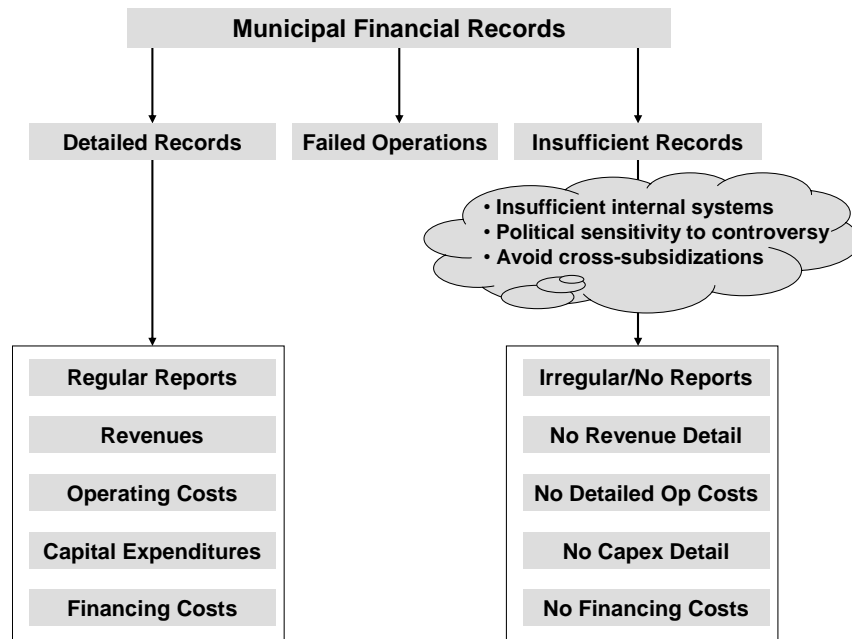 Municipal Financial Records
Detailed Records
Failed Operations
Insufficient Records
• Insufficient internal systems
• Political sensitivity to controversy
• Avoid cross-subsidizations
Regular Reports
Revenues
Operating Costs
Capital Expenditures
Financing Costs
Irregular/No Reports
No Revenue Detail
No Detailed Op Costs
No Capex Detail
No Financing Costs